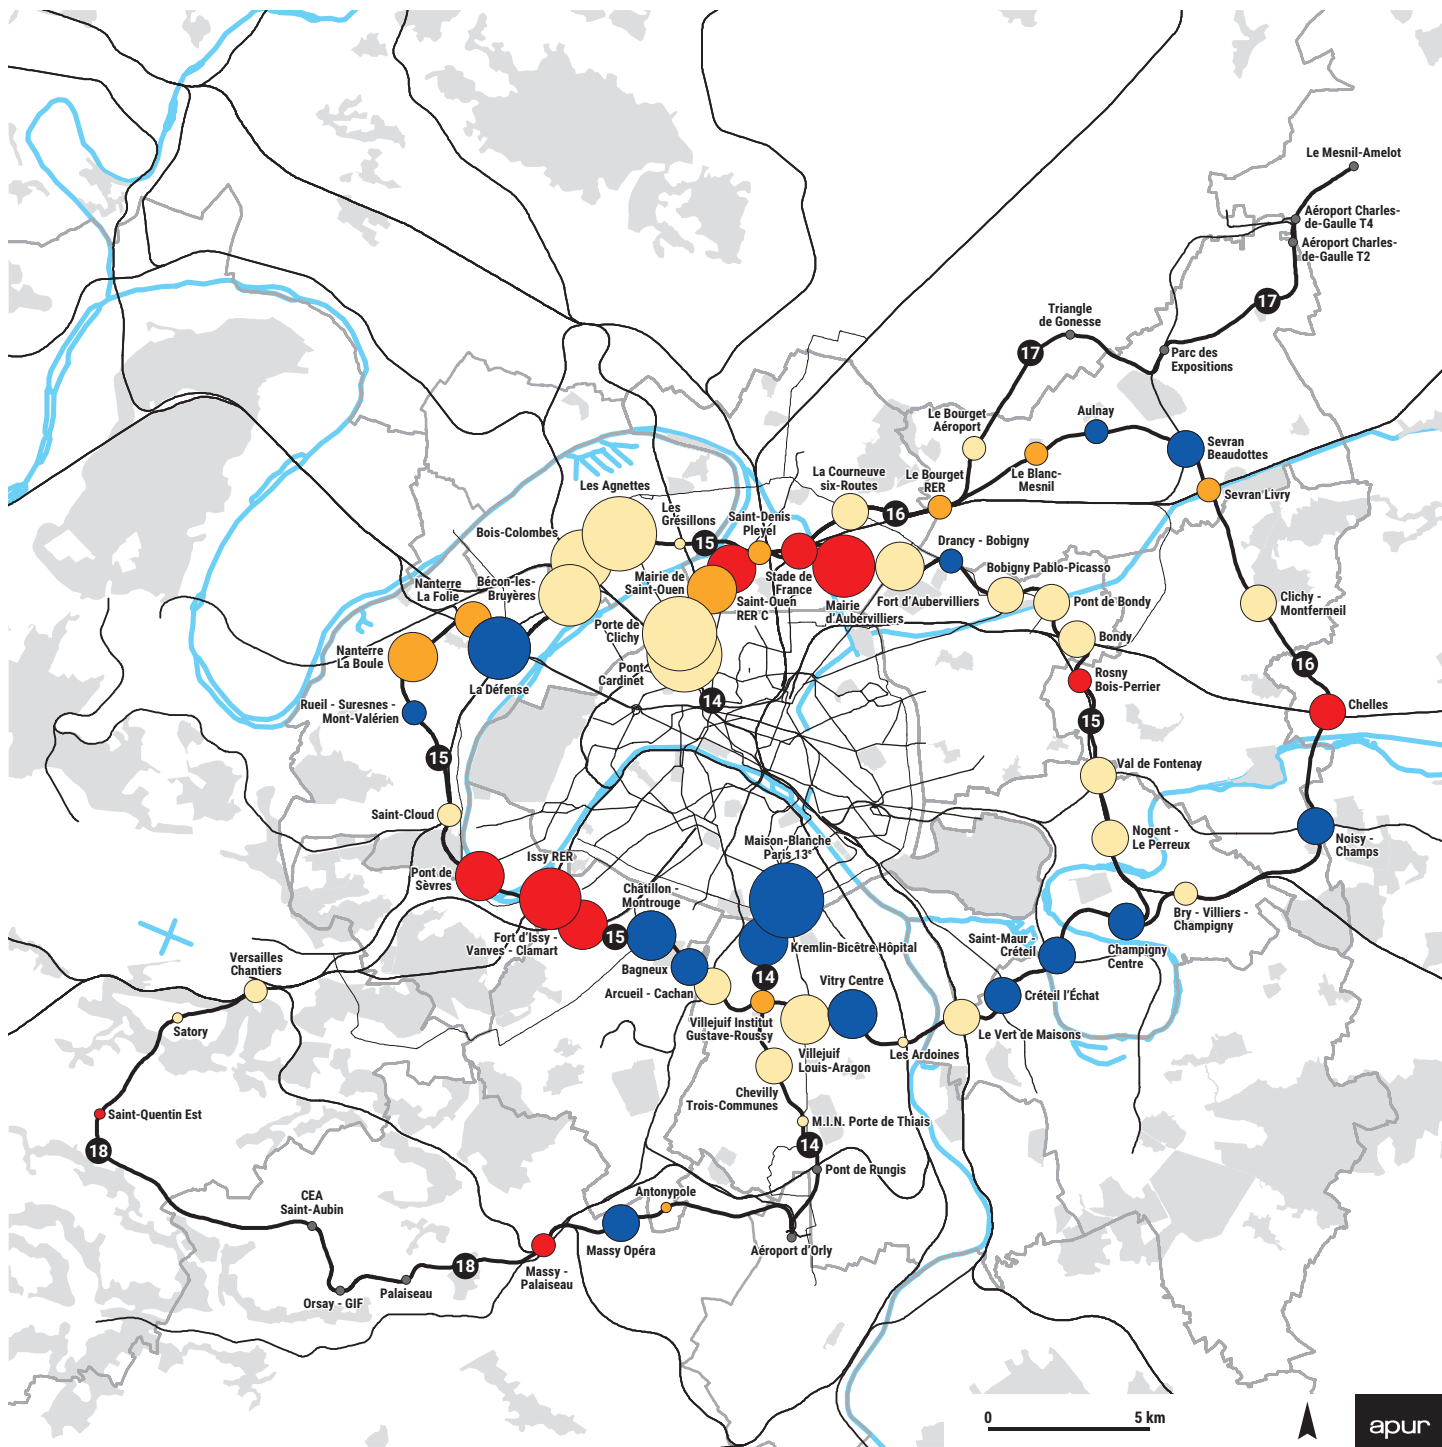 Le Mesnil-Amelot
Aéroport Charles-
de-Gaulle T4
Aéroport Charles-
de-Gaulle T2
17
Triangle
de Gonesse
17
Parc des
Expositions
Le Bourget
Aéroport
Aulnay
Sevran
Beaudottes
Le Blanc-
Mesnil
Sevran Livry
La Courneuve
six-Routes
Le Bourget
RER
16
Les Agnettes
Les
Grésillons
Saint-Denis
Pleyel
15
Bois-Colombes
Drancy - Bobigny
Bobigny Pablo-Picasso
Mairie de
Saint-Ouen
Stade de
France
Saint-Ouen
RER C
Mairie
d'Aubervilliers
Fort d'Aubervilliers
Pont de Bondy
Clichy -
Montfermeil
Nanterre
La Folie
Bécon-les-
Bruyères
Porte de
Clichy
Bondy
Nanterre
La Boule
Pont
Cardinet
Rosny
Bois-Perrier
16
La Défense
14
Chelles
Rueil - Suresnes -
Mont-Valérien
15
15
Val de Fontenay
Saint-Cloud
Nogent -
Le Perreux
Noisy -
Champs
Maison-Blanche
Paris 13e
Issy RER
Pont de
Sèvres
Châtillon -
Montrouge
Bry - Villiers -
Champigny
Fort d'Issy -
Vanves - Clamart
15
Kremlin-Bicêtre Hôpital
Saint-Maur -
Créteil
Champigny
Centre
Versailles
Chantiers
Bagneux
14
Arcueil - Cachan
Vitry Centre
Créteil l'Échat
Satory
Villejuif Institut
Gustave-Roussy
Le Vert de Maisons
Villejuif
Louis-Aragon
Les Ardoines
Chevilly
Trois-Communes
Saint-Quentin Est
M.I.N. Porte de Thiais
18
14
Pont de Rungis
CEA
Saint-Aubin
Antonypole
Massy Opéra
Aéroport d'Orly
18
Massy -
Palaiseau
Palaiseau
Orsay - GIF
0 5 km
apur